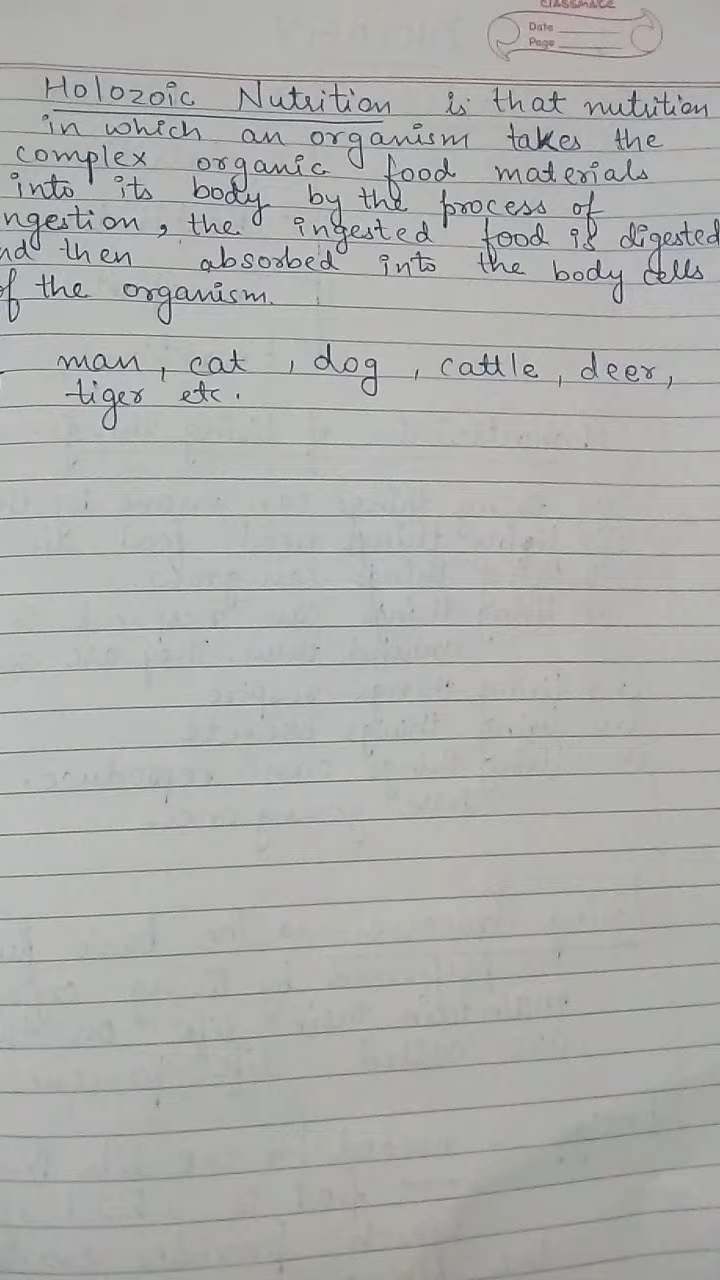 CLASSMATE
Date
Page
Holozoic Nutrition is that nutrition
in which an organism takes the
complex organic food materials
into its body by the process of
ngestion, the ingested food is digested
nd then absorbed into the body cells
of the organism.
man, cat, dog, cattle, deer,
tiger etc.